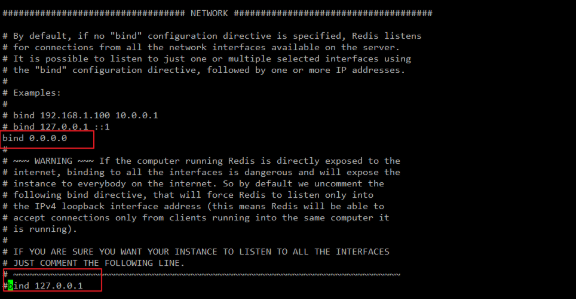 ################################## NETWORK #####################################
# By default, if no "bind" configuration directive is specified, Redis listens
# for connections from all the network interfaces available on the server.
# It is possible to listen to just one or multiple selected interfaces using
# the "bind" configuration directive, followed by one or more IP addresses.
#
# Examples:
#
# bind 192.168.1.100 10.0.0.1
# bind 127.0.0.1 ::1
bind 0.0.0.0
#
# ~~~ WARNING ~~~ If the computer running Redis is directly exposed to the
# internet, binding to all the interfaces is dangerous and will expose the
# instance to everybody on the internet. So by default we uncomment the
# following bind directive, that will force Redis to listen only into
# the IPv4 loopback interface address (this means Redis will be able to
# accept connections only from clients running into the same computer it
# is running).
#
# IF YOU ARE SURE YOU WANT YOUR INSTANCE TO LISTEN TO ALL THE INTERFACES
# JUST COMMENT THE FOLLOWING LINE.
# ~~~~~~~~~~~~~~~~~~~~~~~~~~~~~~~~~~~~~~~~~~~~~~~~~~~~~~~~~~~~~~~~~~~~~~~~
#bind 127.0.0.1